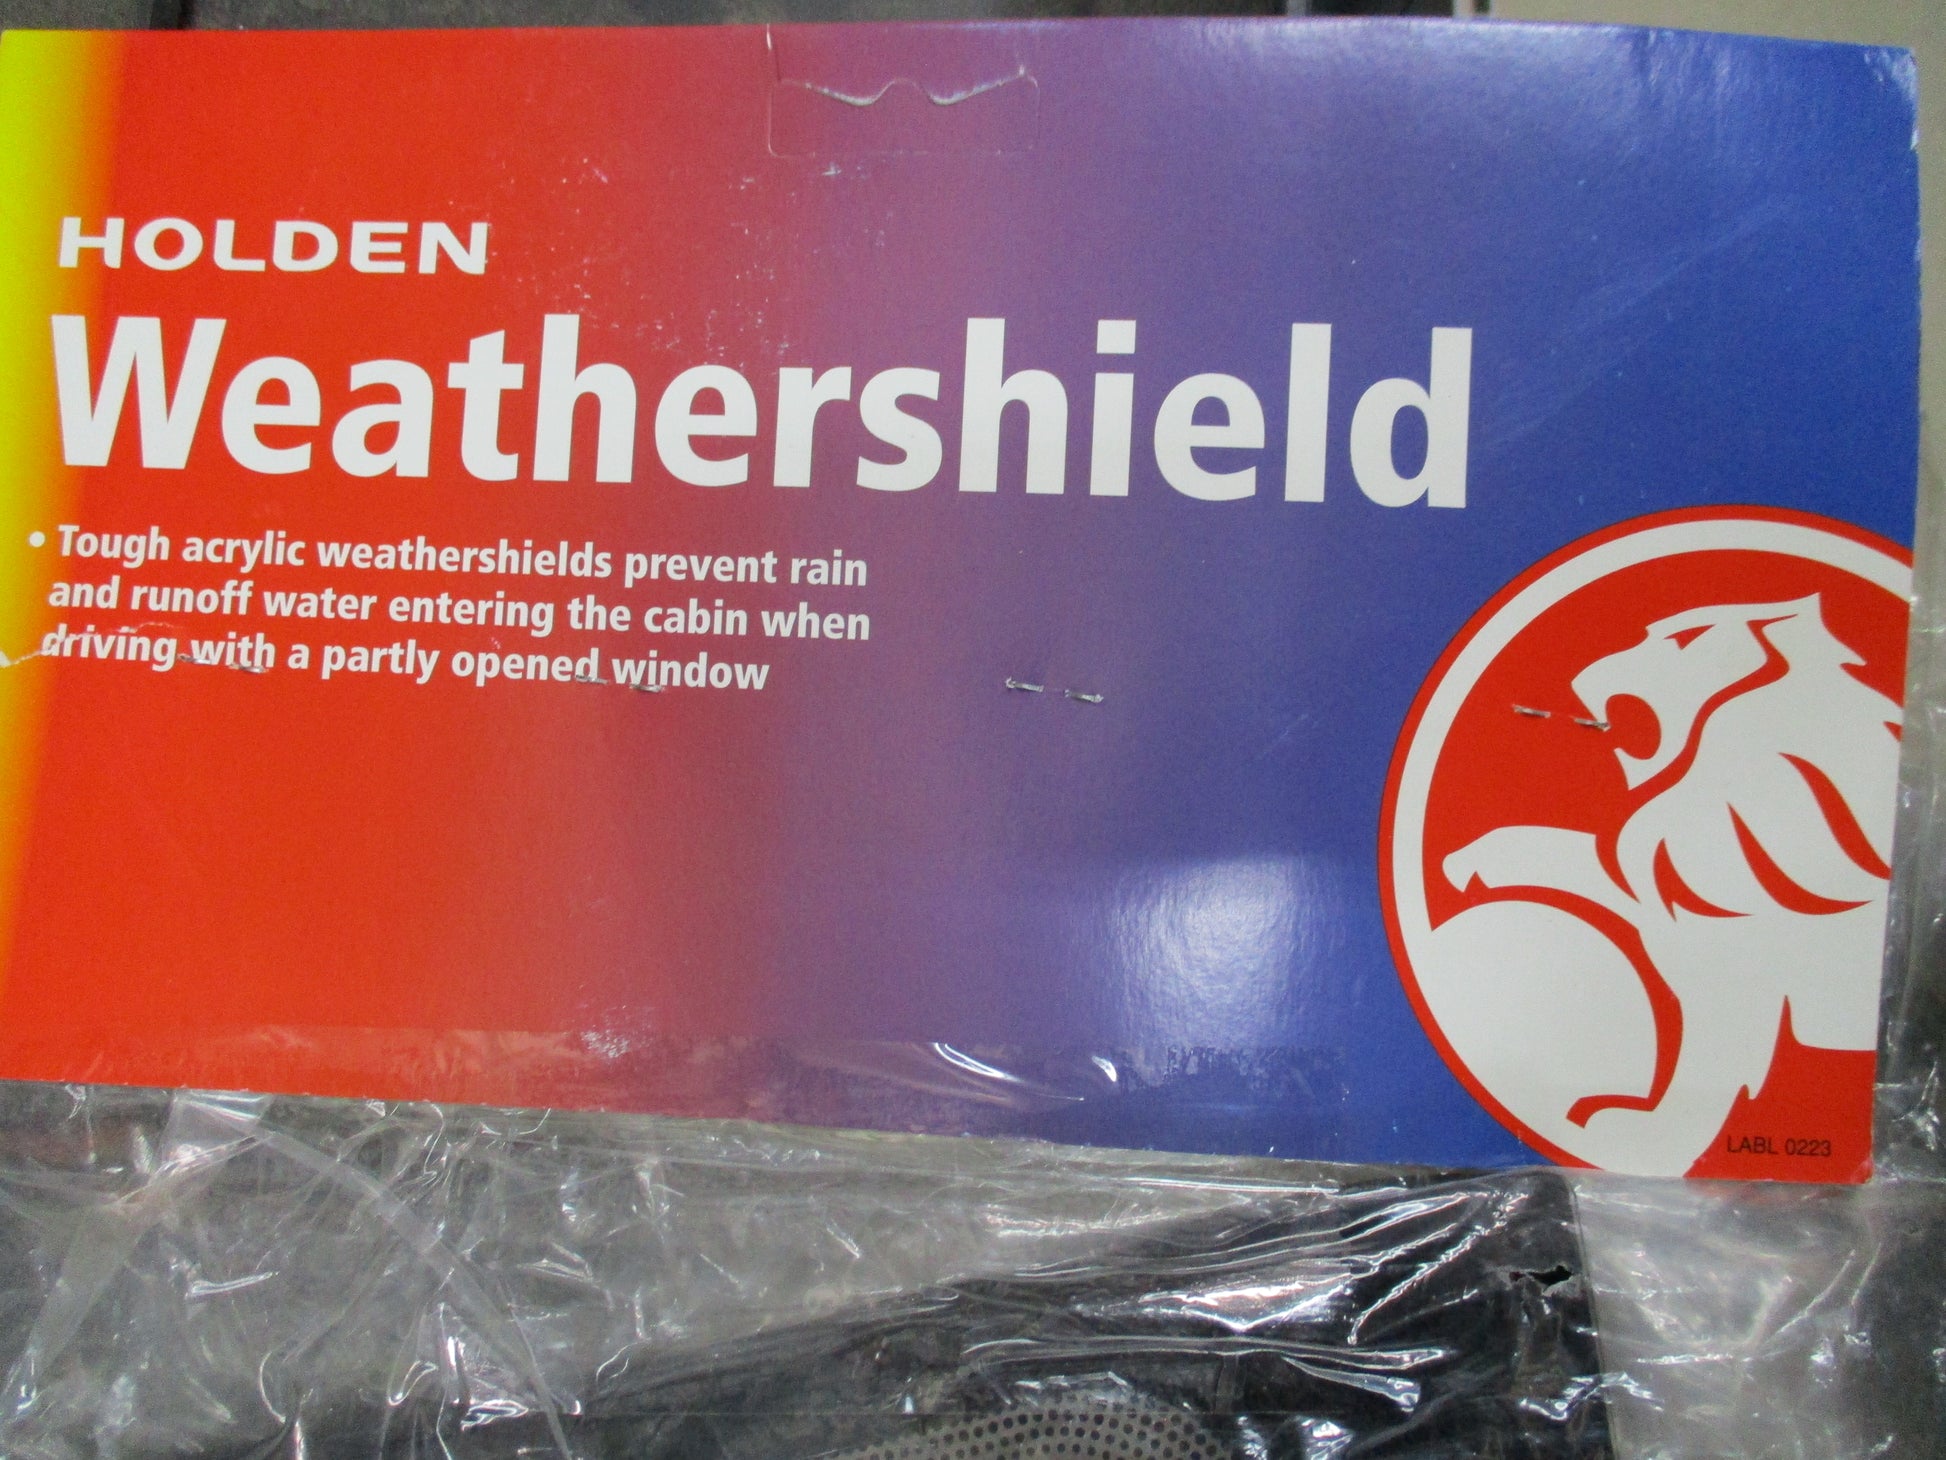 HOLDEN
Weathershield
• Tough acrylic weathershields prevent rain
and runoff water entering the cabin when
driving with a partly opened window
LABL 0223